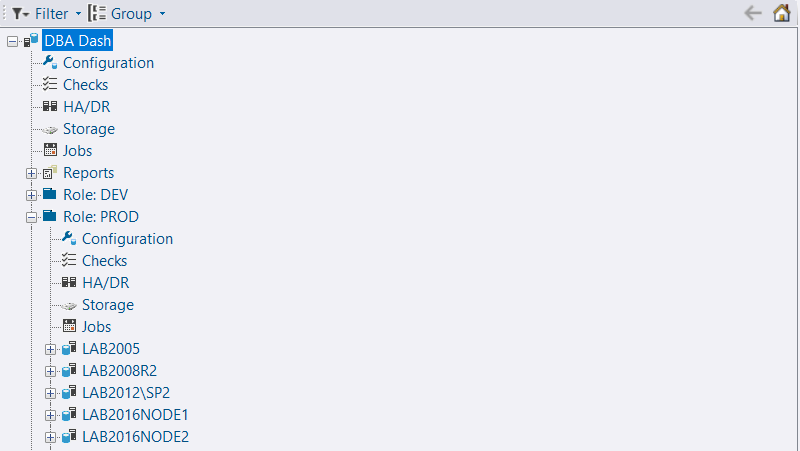 Filter Group
DBA Dash
Configuration
Checks
HA/DR
Storage
Jobs
Reports
Role: DEV
Role: PROD
Configuration
Checks
HA/DR
Storage
Jobs
LAB2005
LAB2008R2
LAB2012\SP2
LAB2016NODE1
LAB2016NODE2